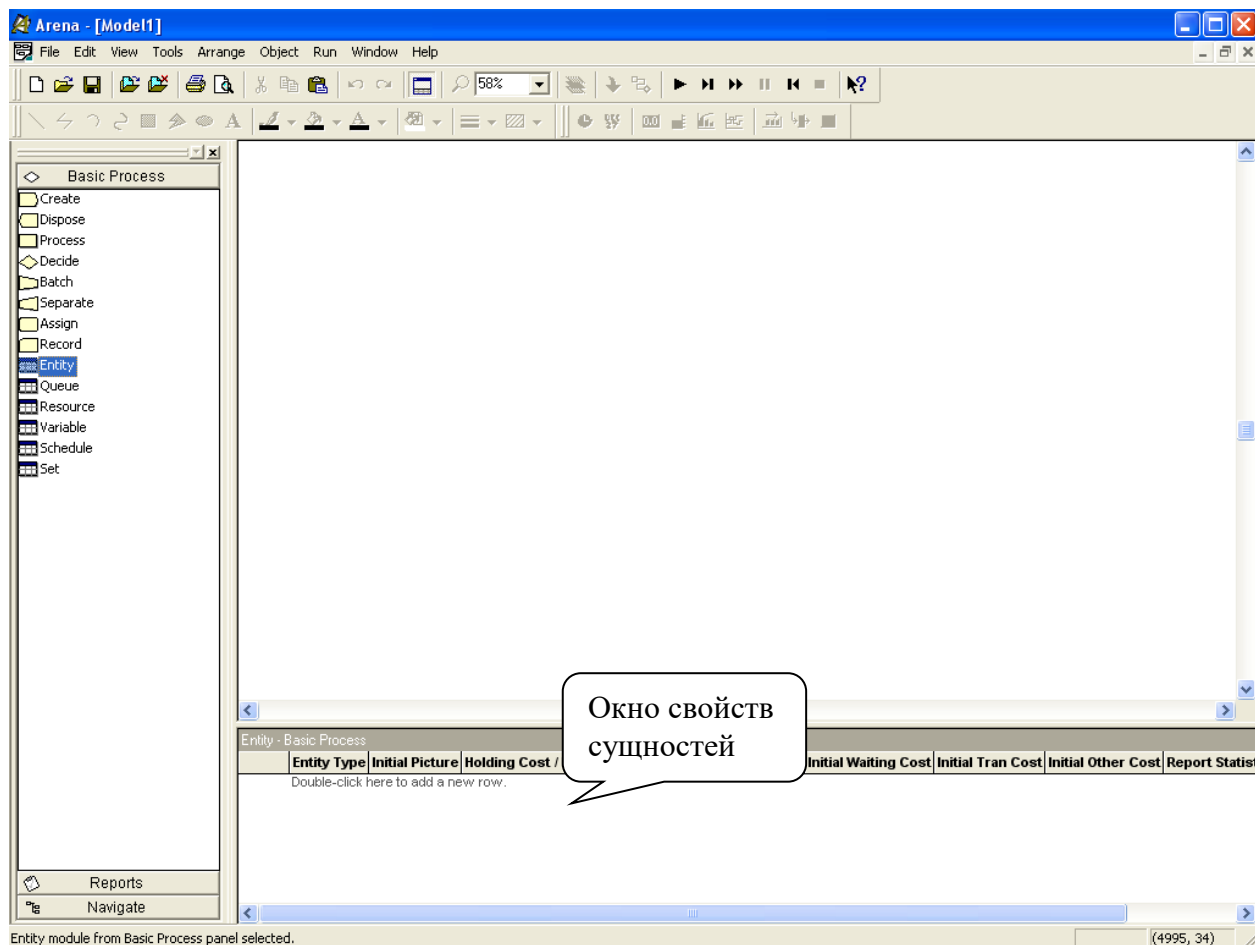 Arena - [Model1]
File Edit View Tools Arrange Object Run Window Help
58%
Basic Process
Create
Dispose
Process
Decide
Batch
Separate
Assign
Record
Entity
Queue
Resource
Variable
Schedule
Set
Окно свойств
сущностей
Entity - Basic Process
Entity Type Initial Picture Holding Cost / Initial Waiting Cost Initial Tran Cost Initial Other Cost Report Statist
Double-click here to add a new row.
Reports
Navigate
Entity module from Basic Process panel selected. (4995, 34)